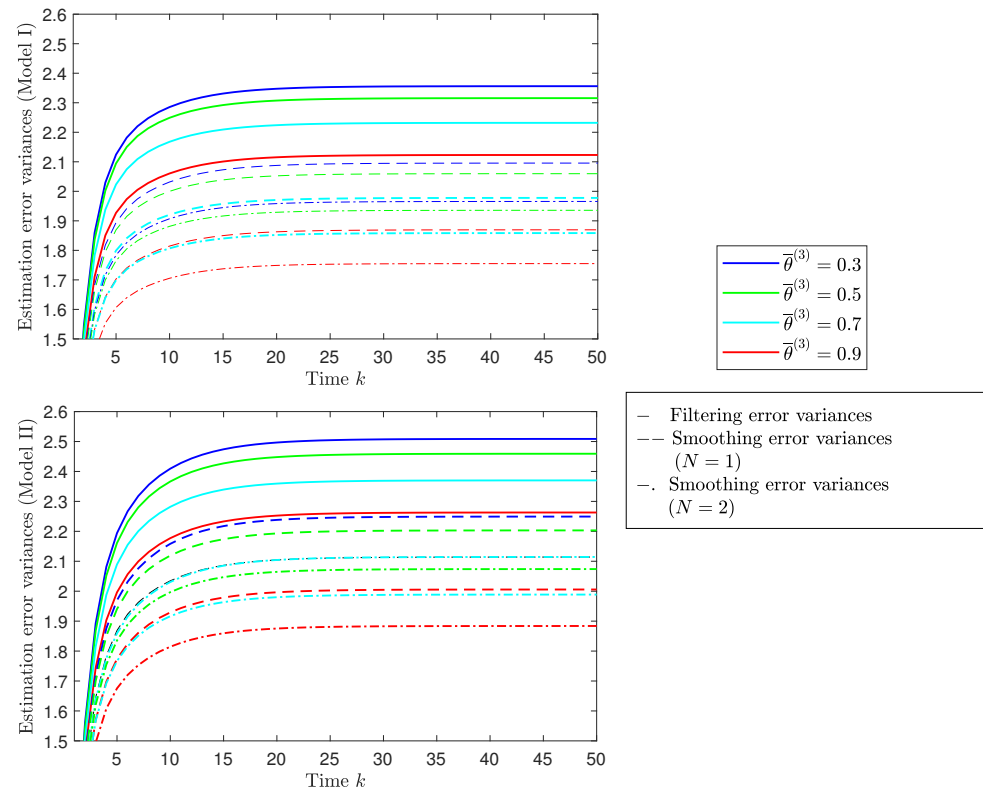 Estimation error variances (Model I)
2.6
2.5
2.4
2.3
2.2
2.1
2
1.9
1.8
1.7
1.6
1.5
5 10 15 20 25 30 35 40 45 50
Time k
θ̅⁽³⁾ = 0.3
θ̅⁽³⁾ = 0.5
θ̅⁽³⁾ = 0.7
θ̅⁽³⁾ = 0.9
− Filtering error variances
−− Smoothing error variances
(N = 1)
−. Smoothing error variances
(N = 2)
Estimation error variances (Model II)
2.6
2.5
2.4
2.3
2.2
2.1
2
1.9
1.8
1.7
1.6
1.5
5 10 15 20 25 30 35 40 45 50
Time k